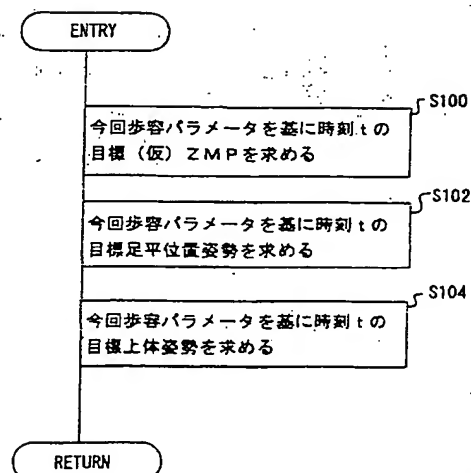 ENTRY
S100
今回歩容パラメータを基に時刻tの
目標(仮)ZMPを求める
S102
今回歩容パラメータを基に時刻tの
目標足平位置姿勢を求める
S104
今回歩容パラメータを基に時刻tの
目標上体姿勢を求める
RETURN